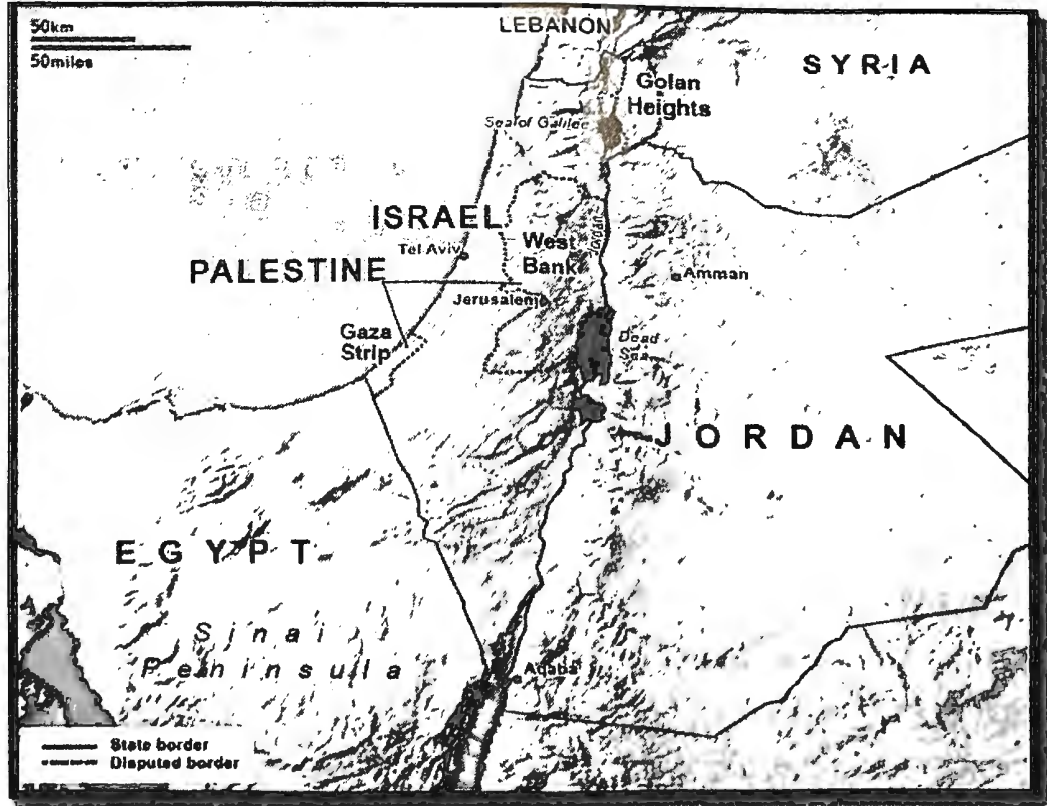 50km
50miles
LEBANON
SYRIA
Golan
Heights
Sea of Galilee
ISRAEL
Tel Aviv
West
Bank
Jordan
PALESTINE
Amman
Jerusalem
Gaza
Strip
Dead
Sea
JORDAN
EGYPT
Sinai
Peninsula
Aqaba
State border
Disputed border